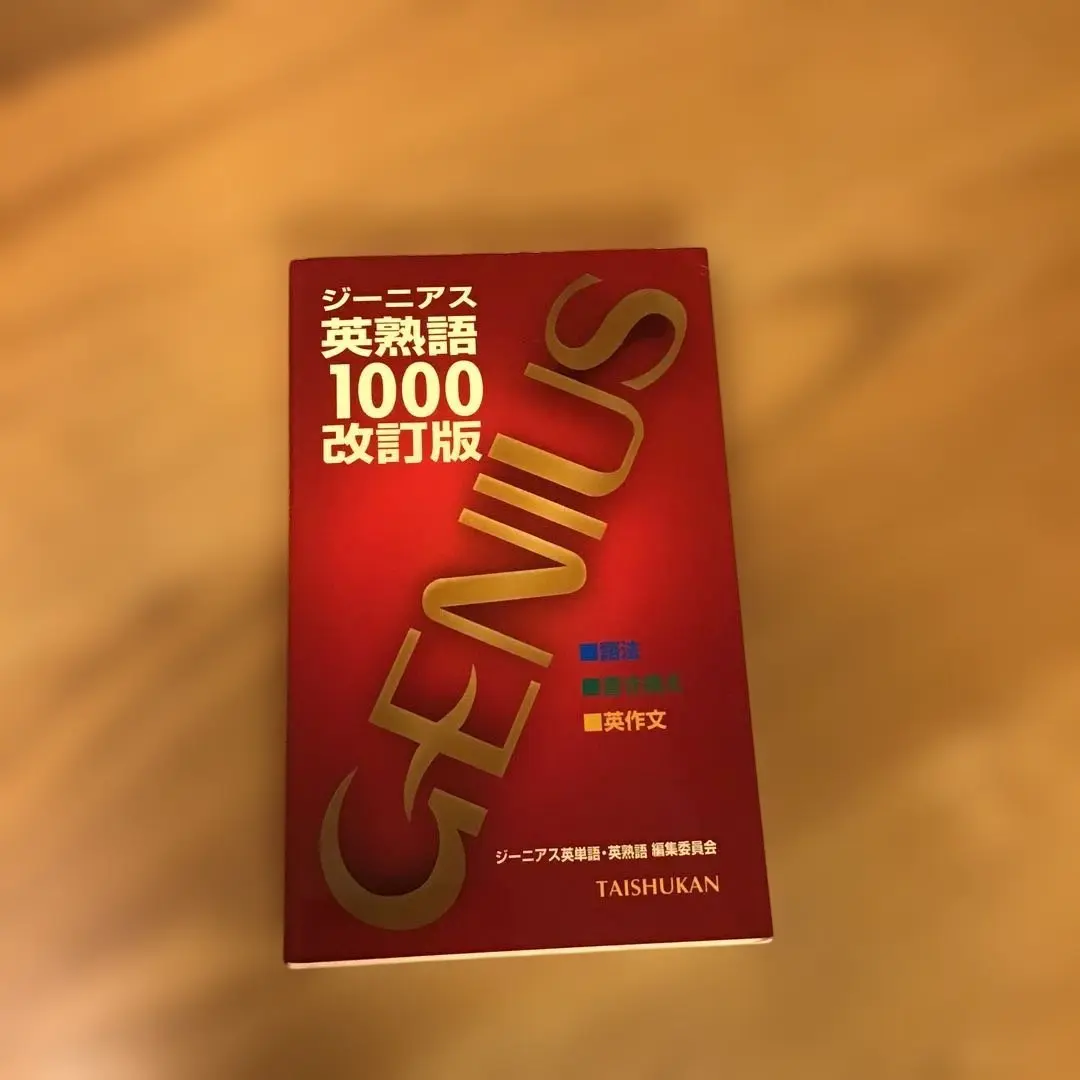 ジーニアス
英熟語
1000
改訂版
GENIUS
■語法
■英作文
ジーニアス英単語・英熟語 編集委員会
TAISHUKAN